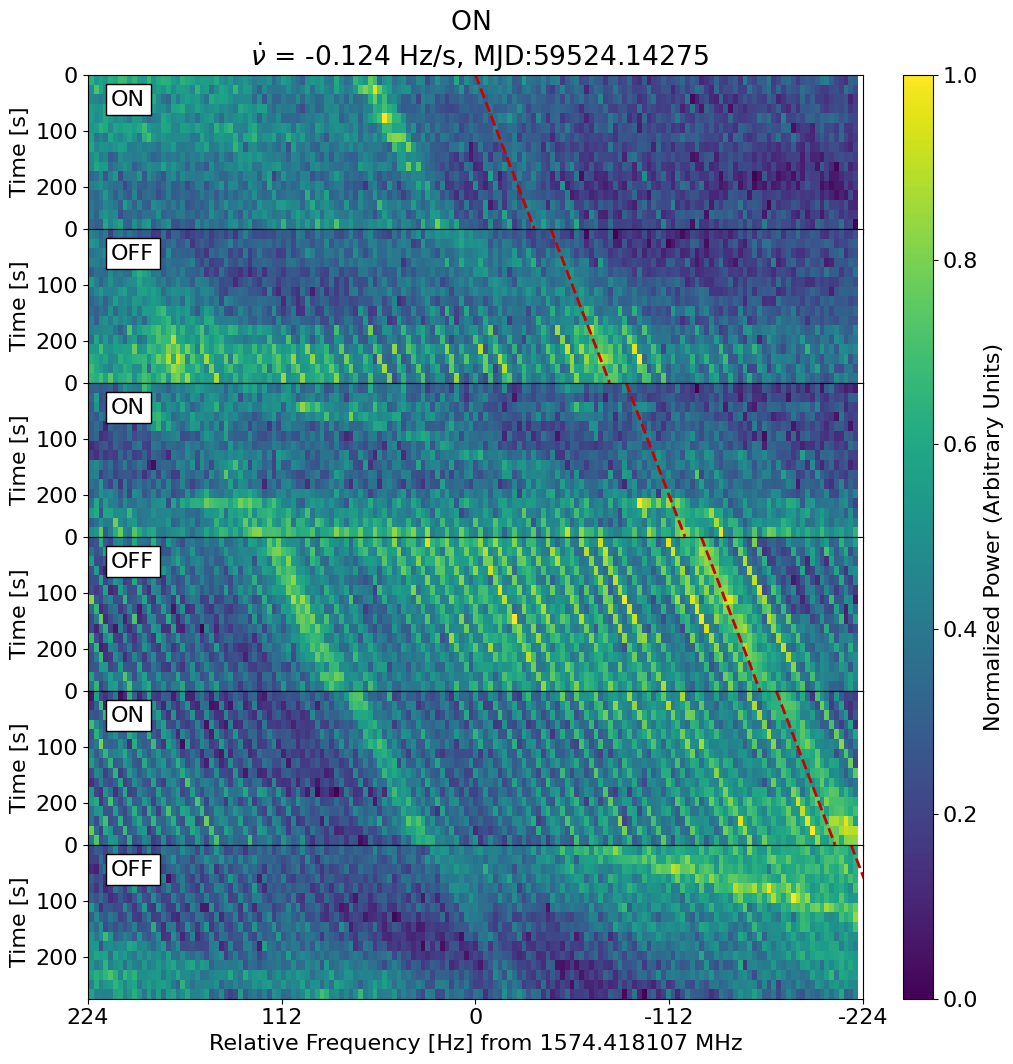 ON
ν̇ = -0.124 Hz/s, MJD:59524.14275
0
100
200
Time [s]
ON
0
100
200
Time [s]
OFF
0
100
200
Time [s]
ON
0
100
200
Time [s]
OFF
0
100
200
Time [s]
ON
0
100
200
Time [s]
OFF
224 112 0 -112 -224
Relative Frequency [Hz] from 1574.418107 MHz
1.0
0.8
0.6
0.4
0.2
0.0
Normalized Power (Arbitrary Units)